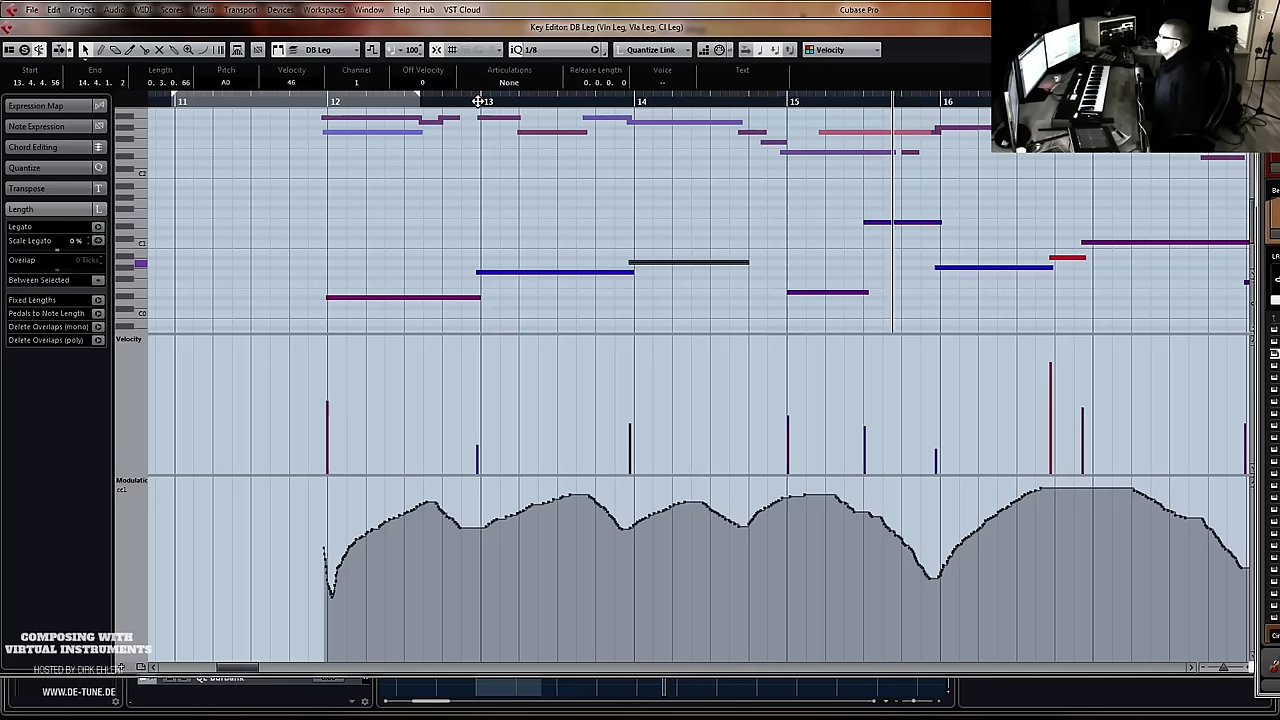 File Edit Project Audio MIDI Scores Media Transport Devices Workspaces Window Help Hub VST Cloud Cubase Pro
Key Editor: DB Leg (Vln Leg, Vla Leg, Cl Leg)
DB Leg 100 1/8 Quantize Link Velocity
Start End Length Pitch Velocity Channel Off Velocity Articulations Release Length Voice Text
13. 4. 4. 56 14. 4. 1. 2 0. 3. 0. 66 A0 46 1 0 None 0. 0. 0. 0 --
11 12 13 14 15 16
Expression Map
Note Expression
Chord Editing
Quantize
Transpose T
Length L
Legato
Scale Legato 0 %
Overlap 0 Ticks
Between Selected
Fixed Lengths
Pedals to Note Length
Delete Overlaps (mono)
Delete Overlaps (poly)
C2
C1
C0
Velocity
Modulatio
cc1
COMPOSING WITH
VIRTUAL INSTRUMENTS
HOSTED BY DIRK EHLERT
WWW.DE-TUNE.DE